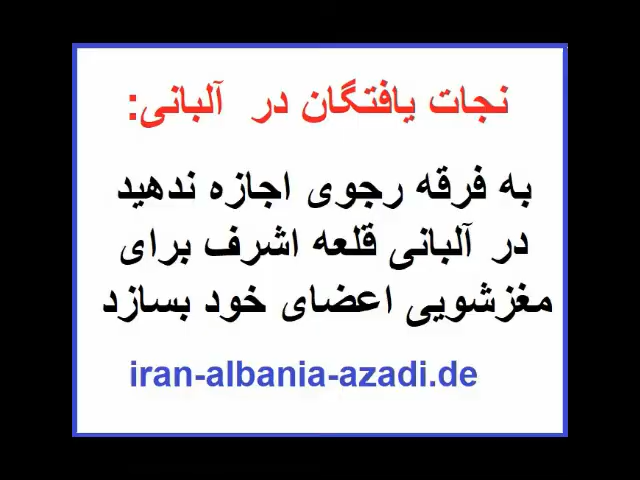 نجات یافتگان در آلبانی:
به فرقه رجوی اجازه ندهید
در آلبانی قلعه اشرف برای
مغزشویی اعضای خود بسازد
iran-albania-azadi.de